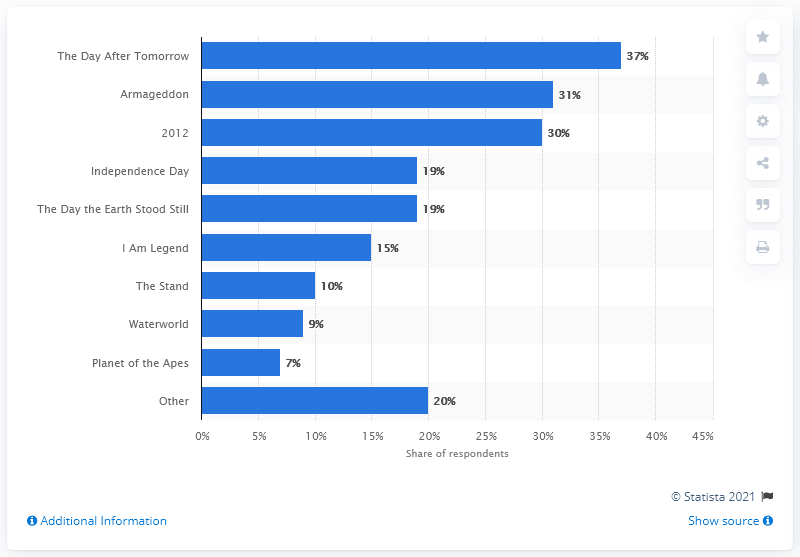 The Day After Tomorrow 37%
Armageddon 31%
2012 30%
Independence Day 19%
The Day the Earth Stood Still 19%
I Am Legend 15%
The Stand 10%
Waterworld 9%
Planet of the Apes 7%
Other 20%
0% 5% 10% 15% 20% 25% 30% 35% 40% 45%
Share of respondents
© Statista 2021
Additional Information Show source